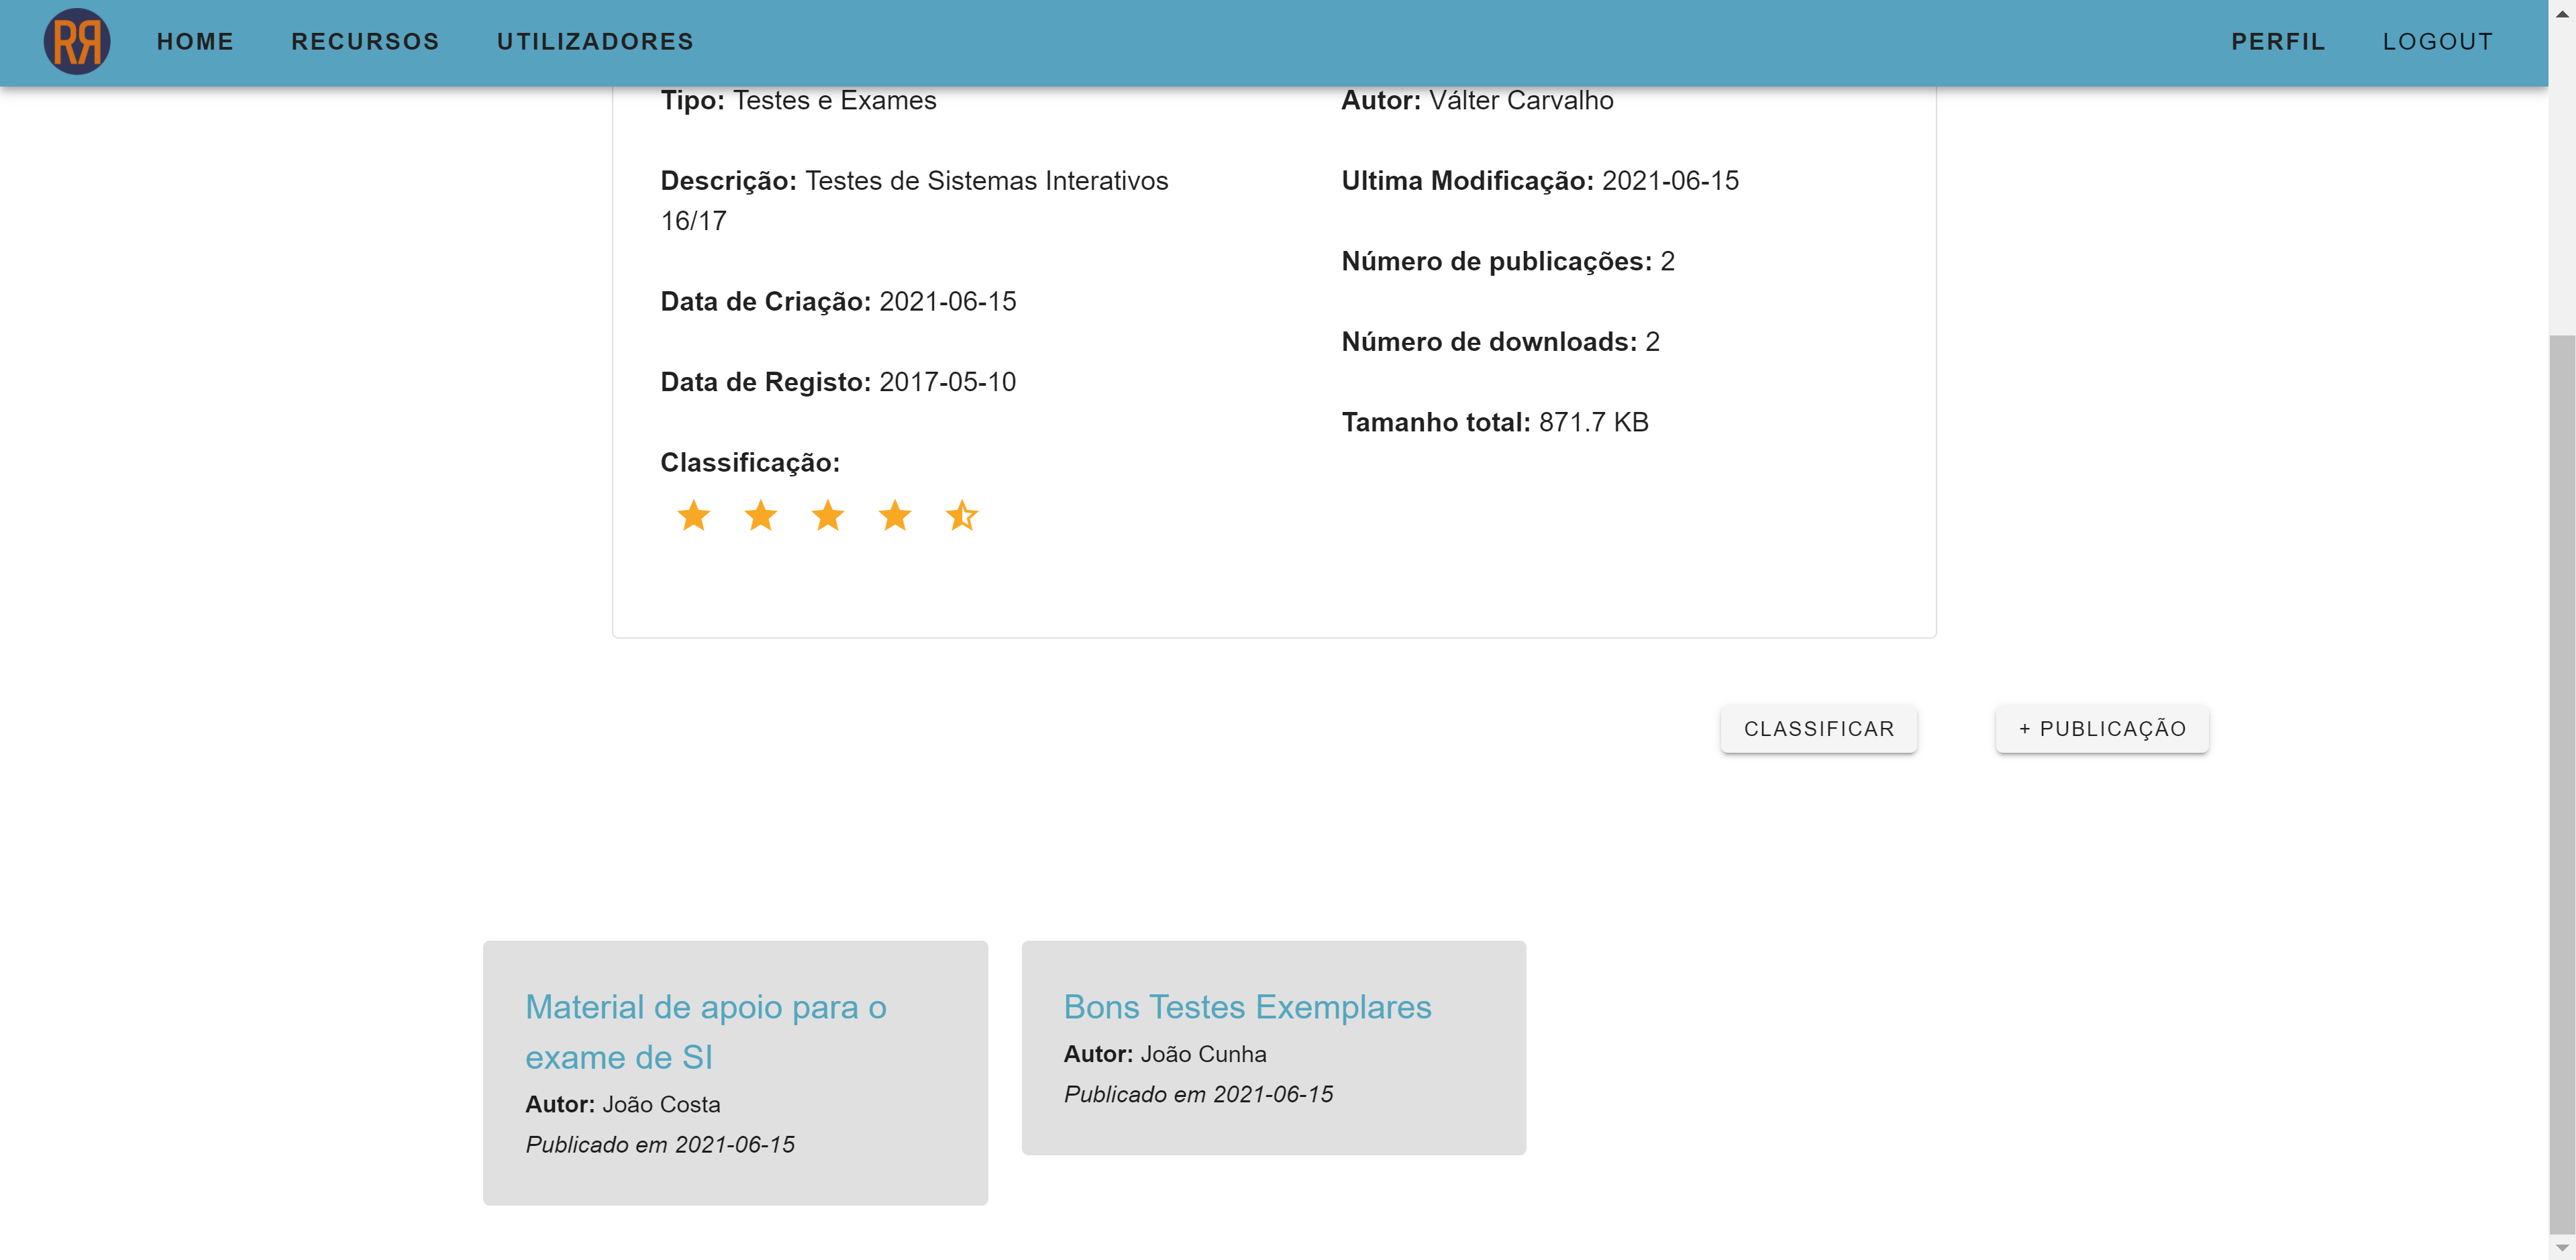 RR HOME RECURSOS UTILIZADORES PERFIL LOGOUT
Tipo: Testes e Exames
Descrição: Testes de Sistemas Interativos
16/17
Data de Criação: 2021-06-15
Data de Registo: 2017-05-10
Classificação:
Autor: Válter Carvalho
Ultima Modificação: 2021-06-15
Número de publicações: 2
Número de downloads: 2
Tamanho total: 871.7 KB
CLASSIFICAR
+ PUBLICAÇÃO
Material de apoio para o
exame de SI
Autor: João Costa
Publicado em 2021-06-15
Bons Testes Exemplares
Autor: João Cunha
Publicado em 2021-06-15